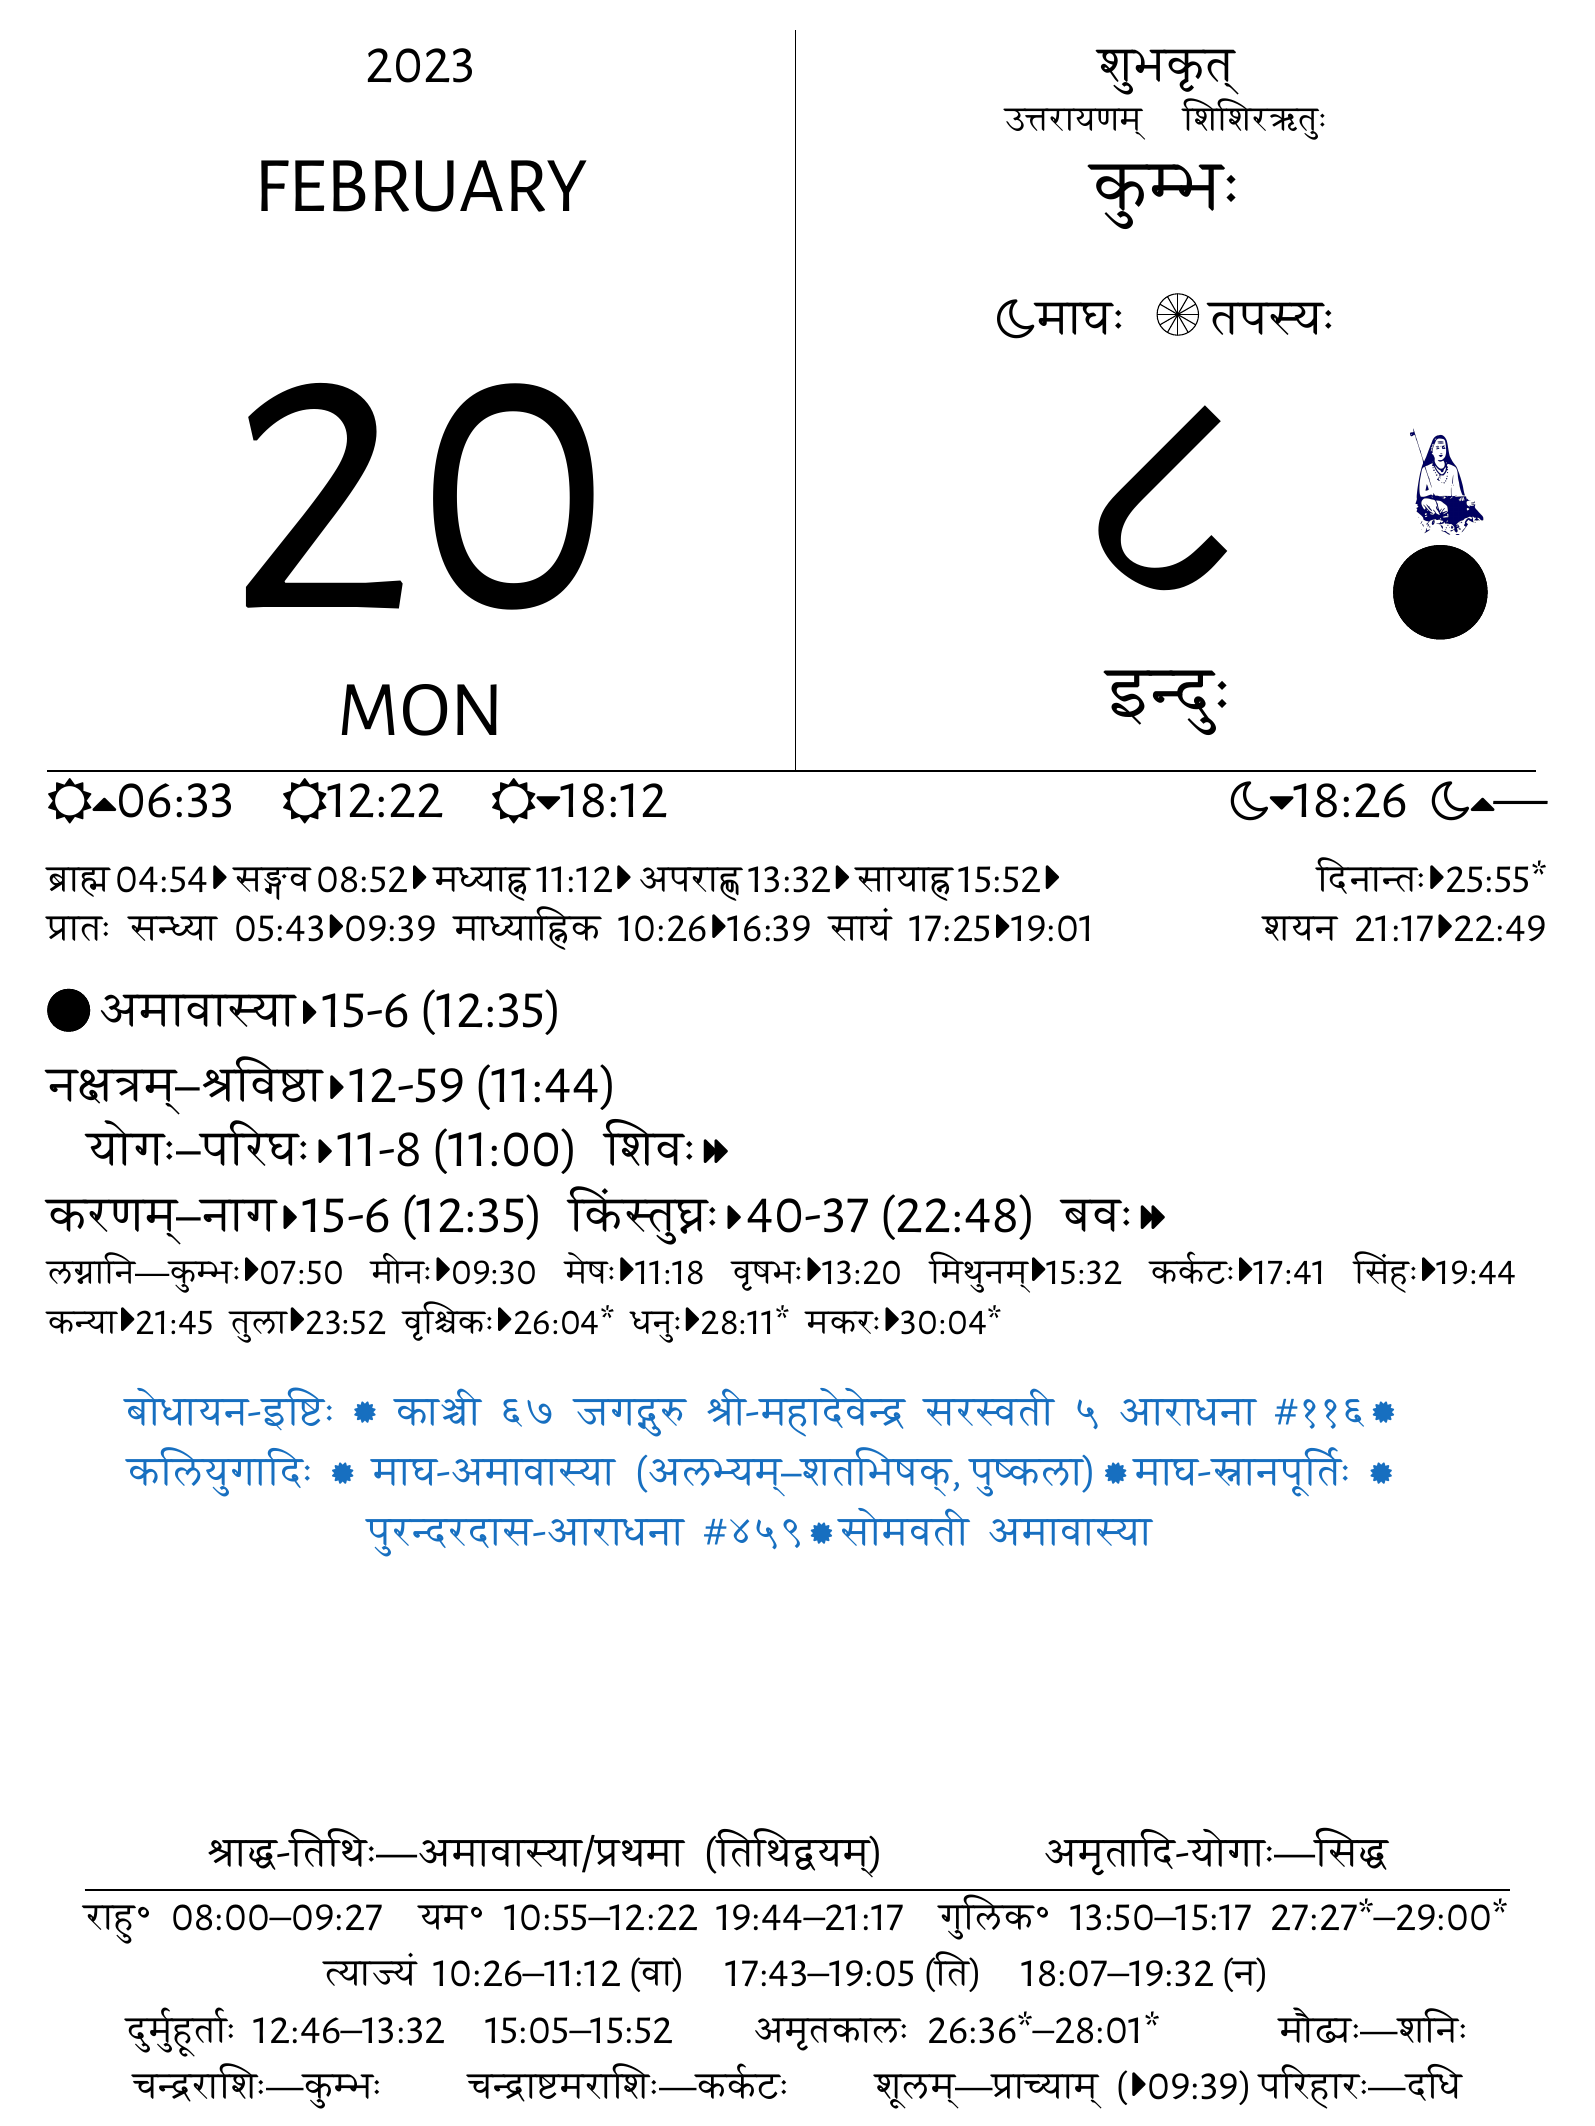 2023
FEBRUARY
20
MON
शुभकृत्
उत्तरायणम् शिशिरऋतुः
कुम्भः
माघः तपस्यः
८
इन्दुः
06:33 12:22 18:12 18:26 —
ब्राह्म 04:54 सङ्गव 08:52 मध्याह्न 11:12 अपराह्ण 13:32 सायाह्न 15:52 दिनान्तः 25:55*
प्रातः सन्ध्या 05:43 09:39 माध्याह्निक 10:26 16:39 सायं 17:25 19:01 शयन 21:17 22:49
अमावास्या 15-6 (12:35)
नक्षत्रम्–श्रविष्ठा 12-59 (11:44)
योगः–परिघः 11-8 (11:00) शिवः
करणम्–नाग 15-6 (12:35) किंस्तुघ्नः 40-37 (22:48) बवः
लग्नानि—कुम्भः 07:50 मीनः 09:30 मेषः 11:18 वृषभः 13:20 मिथुनम् 15:32 कर्कटः 17:41 सिंहः 19:44
कन्या 21:45 तुला 23:52 वृश्चिकः 26:04* धनुः 28:11* मकरः 30:04*
बोधायन-इष्टिः काञ्ची ६७ जगद्गुरु श्री-महादेवेन्द्र सरस्वती ५ आराधना #११६
कलियुगादिः माघ-अमावास्या (अलभ्यम्–शतभिषक्, पुष्कला) माघ-स्नानपूर्तिः
पुरन्दरदास-आराधना #४५९ सोमवती अमावास्या
श्राद्ध-तिथिः—अमावास्या/प्रथमा (तिथिद्वयम्) अमृतादि-योगाः—सिद्ध
राहु॰ 08:00–09:27 यम॰ 10:55–12:22 19:44–21:17 गुलिक॰ 13:50–15:17 27:27*–29:00*
त्याज्यं 10:26–11:12 (वा) 17:43–19:05 (ति) 18:07–19:32 (न)
दुर्मुहूर्ताः 12:46–13:32 15:05–15:52 अमृतकालः 26:36*–28:01* मौढ्यः—शनिः
चन्द्रराशिः—कुम्भः चन्द्राष्टमराशिः—कर्कटः शूलम्—प्राच्याम् (09:39) परिहारः—दधि